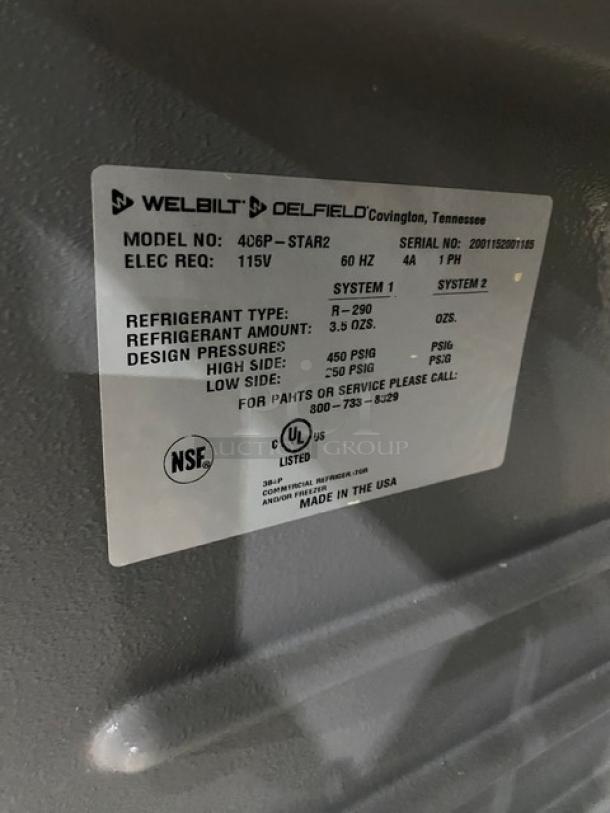 WELBILT DELFIELD Covington, Tennessee
MODEL NO: 406P-STAR2 SERIAL NO: 2001152001185
ELEC REQ: 115V 60 HZ 4A 1 PH
SYSTEM 1 SYSTEM 2
REFRIGERANT TYPE: R-290
REFRIGERANT AMOUNT: 3.5 OZS. OZS.
DESIGN PRESSURES
HIGH SIDE: 450 PSIG PSIG
LOW SIDE: 250 PSIG PSIG
FOR PARTS OR SERVICE PLEASE CALL:
800-733-8829
NSF®
C UL US
LISTED
COMMERCIAL REFRIGERATOR
AND/OR FREEZER
MADE IN THE USA
AUCTION GROUP